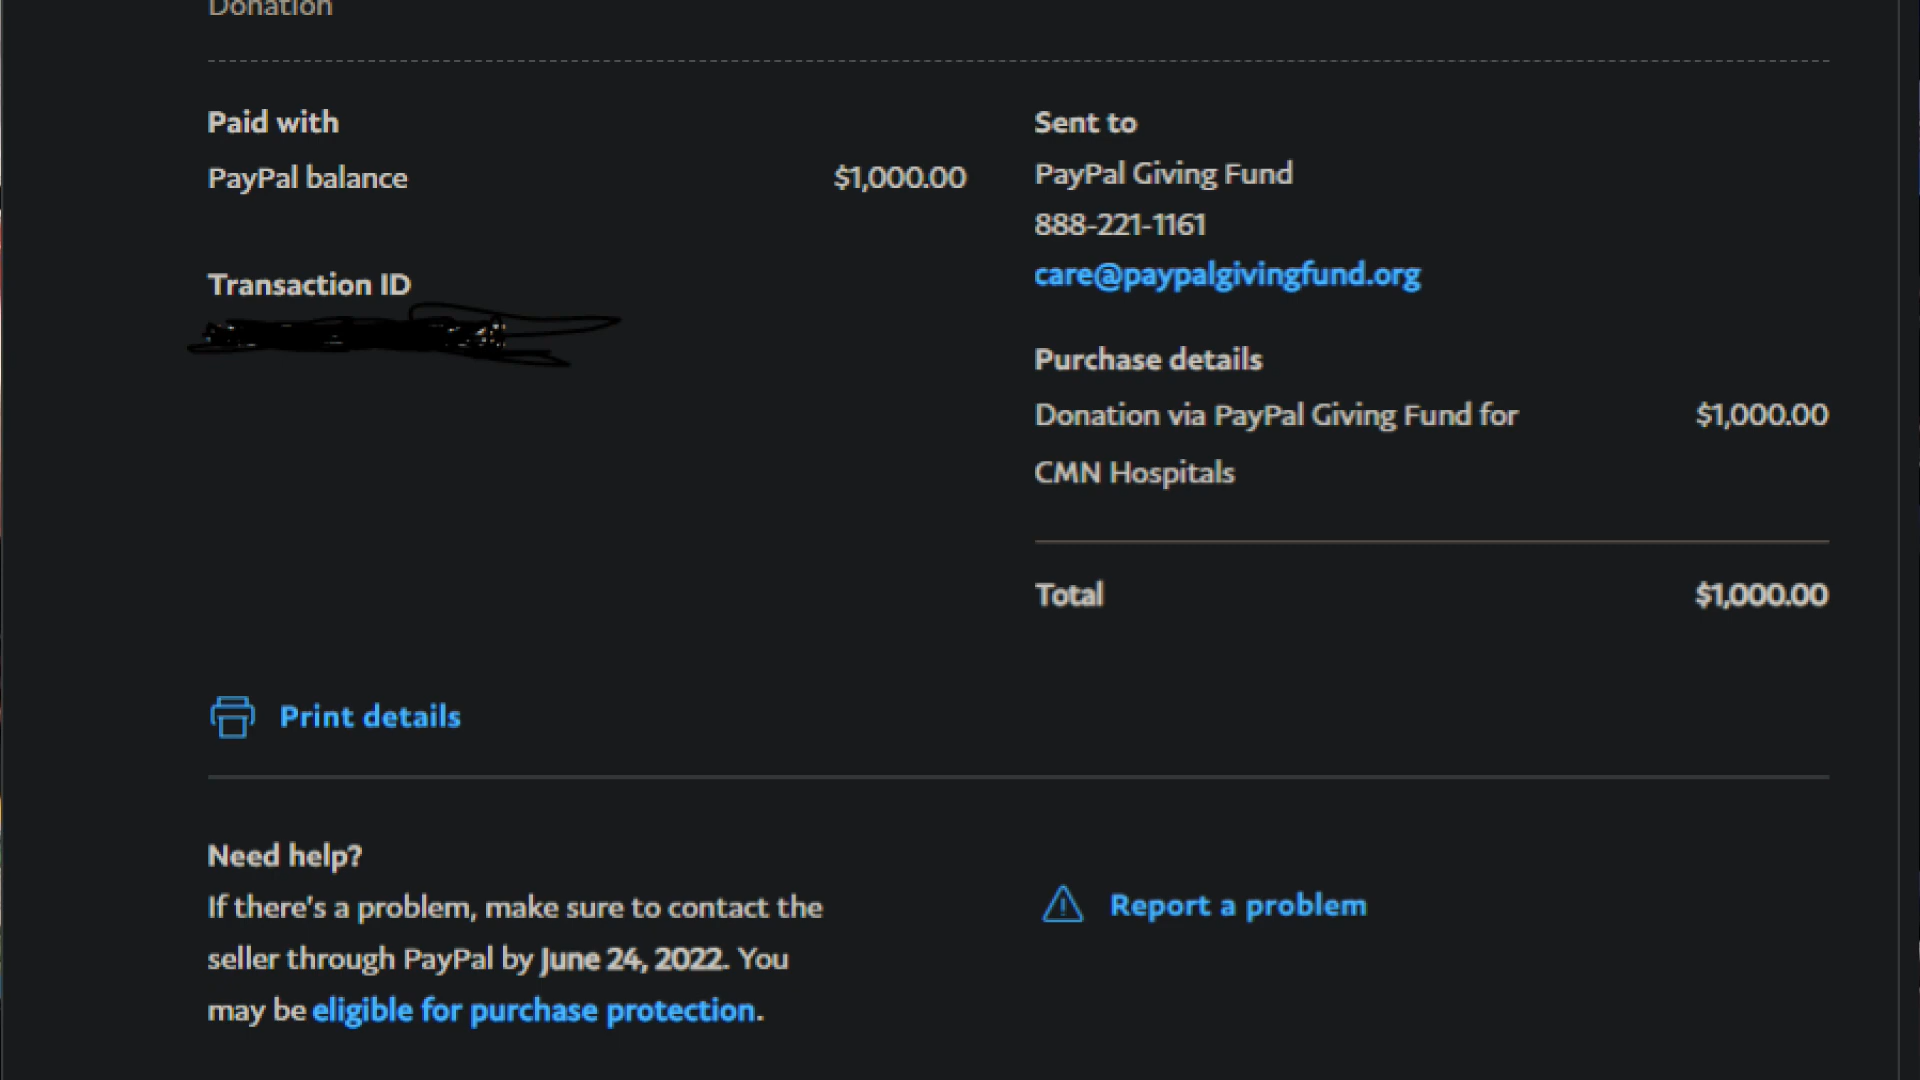 Donation
Paid with
PayPal balance $1,000.00
Transaction ID
Sent to
PayPal Giving Fund
888-221-1161
care@paypalgivingfund.org
Purchase details
Donation via PayPal Giving Fund for $1,000.00
CMN Hospitals
Total $1,000.00
Print details
Need help?
If there's a problem, make sure to contact the
seller through PayPal by June 24, 2022. You
may be eligible for purchase protection.
Report a problem